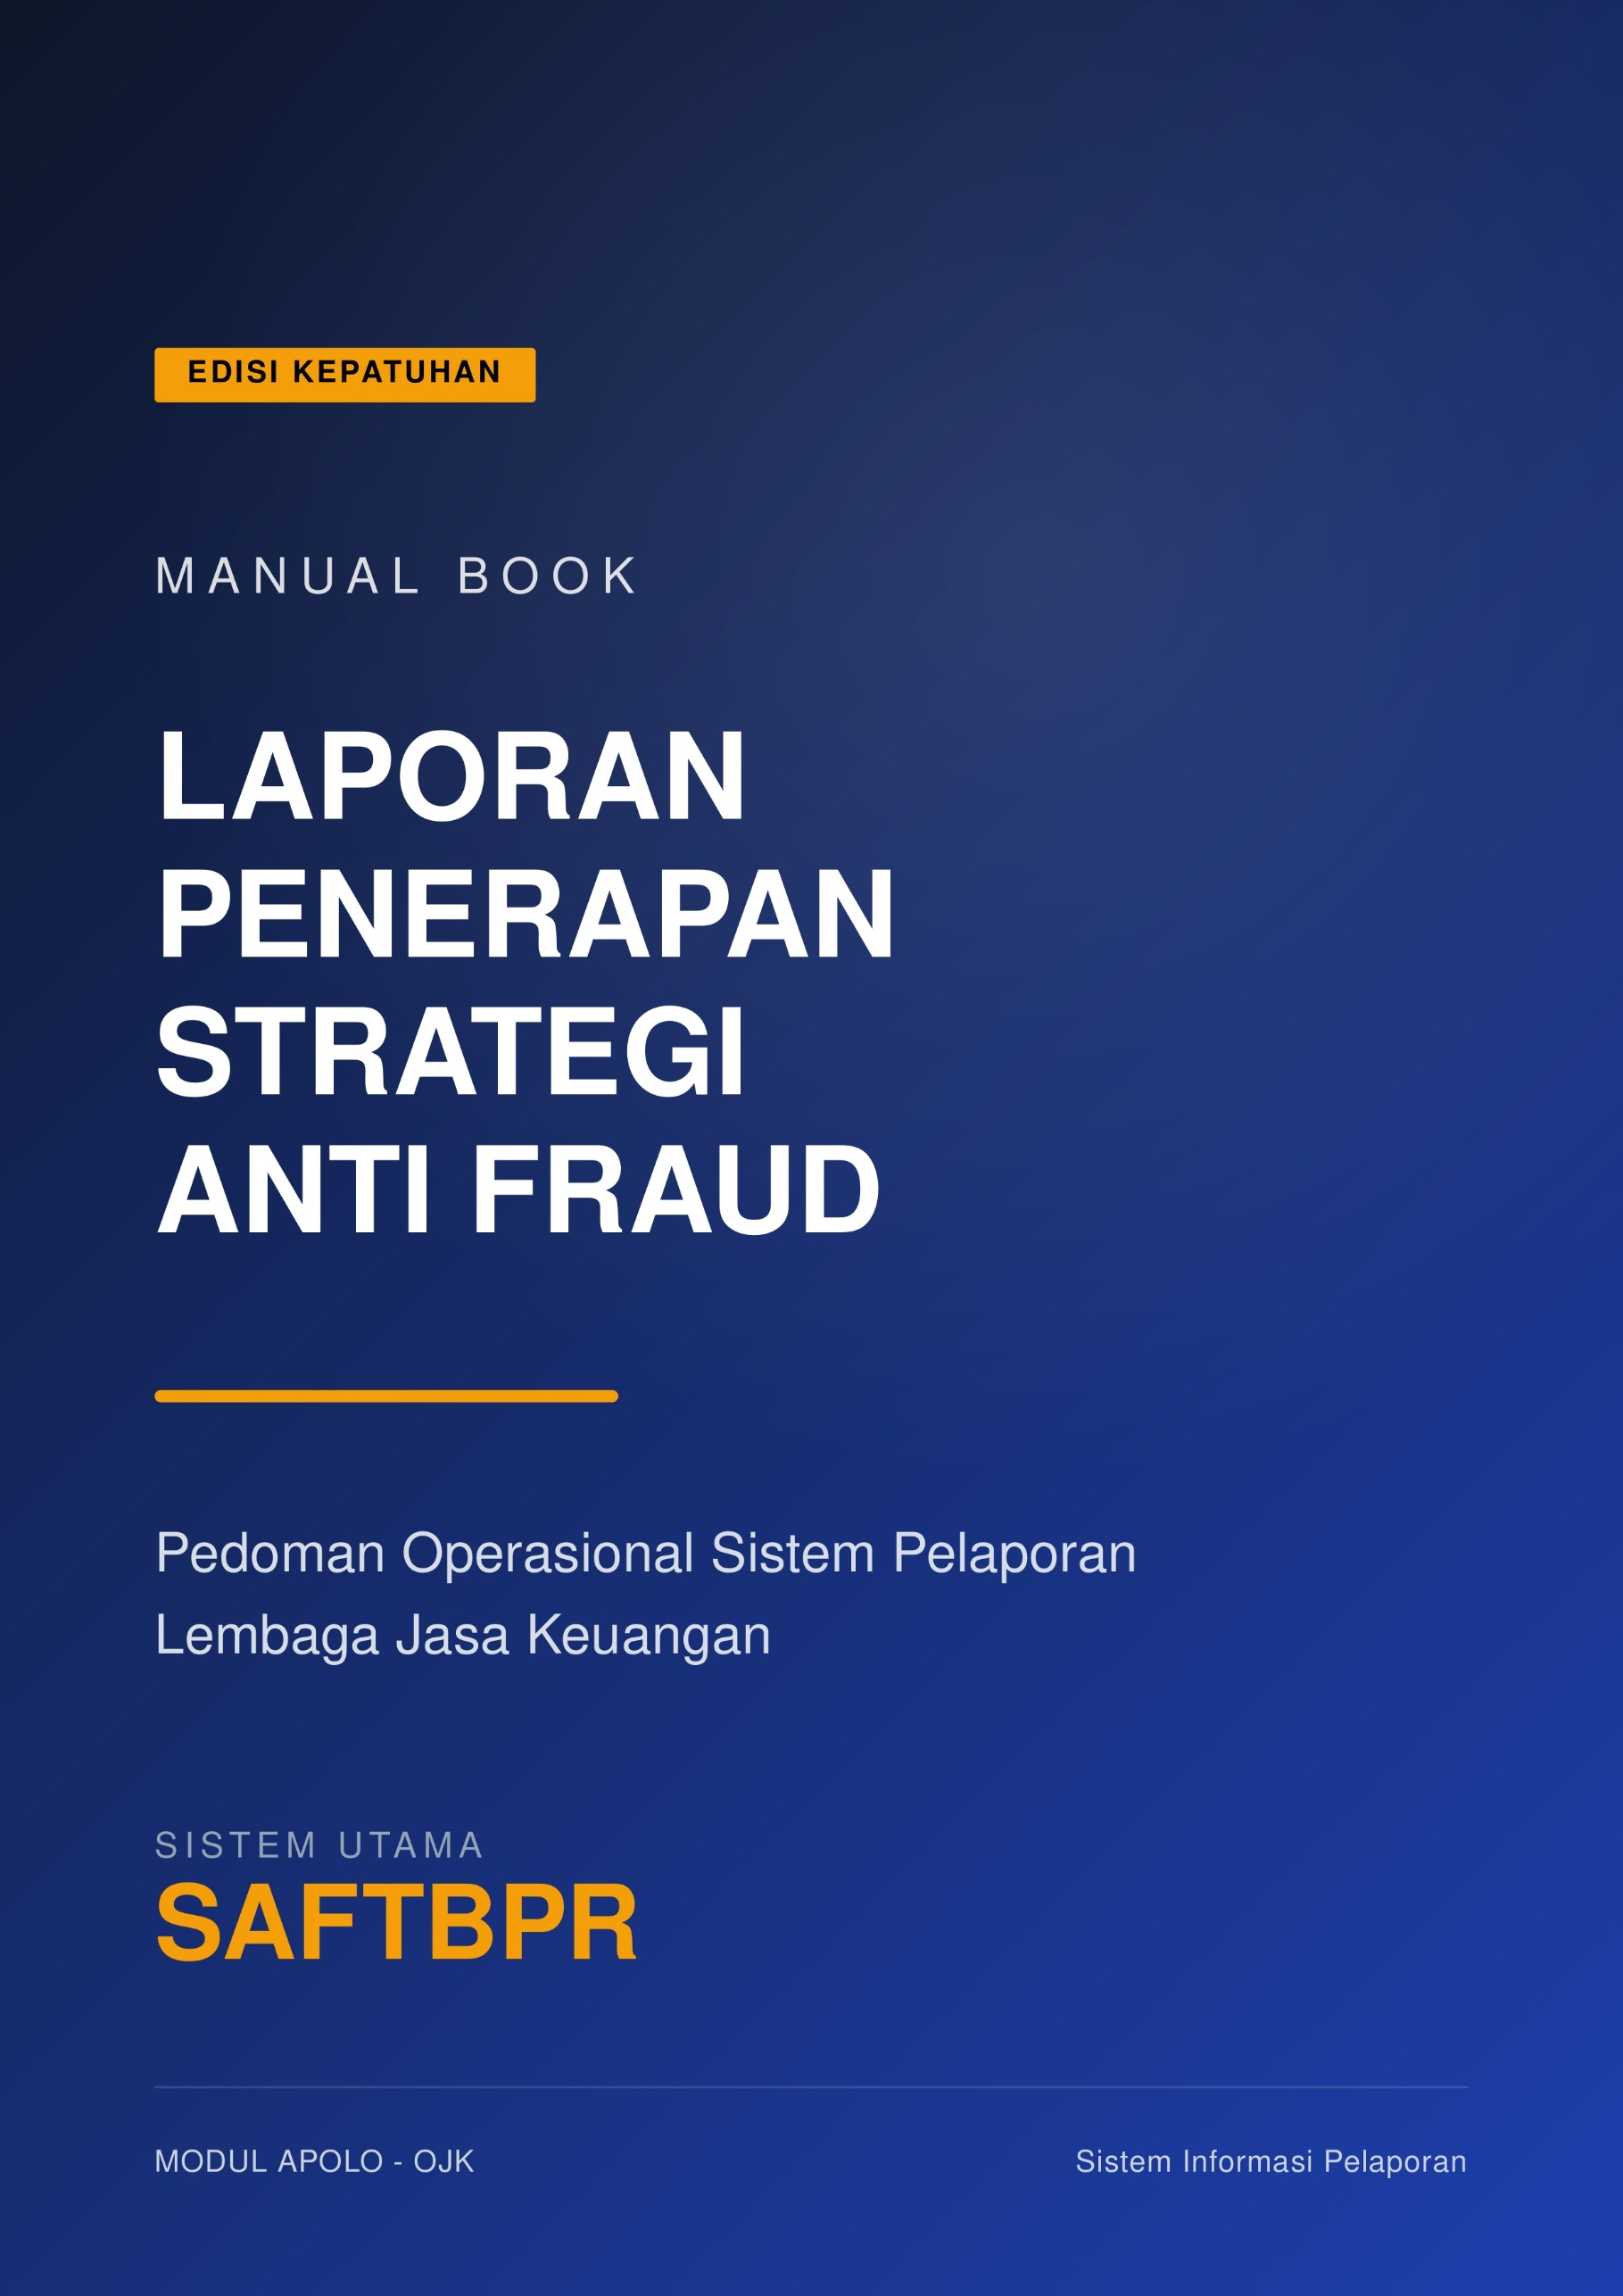 EDISI KEPATUHAN
MANUAL BOOK
LAPORAN
PENERAPAN
STRATEGI
ANTI FRAUD
Pedoman Operasional Sistem Pelaporan
Lembaga Jasa Keuangan
SISTEM UTAMA
SAFTBPR
MODUL APOLO - OJK
Sistem Informasi Pelaporan